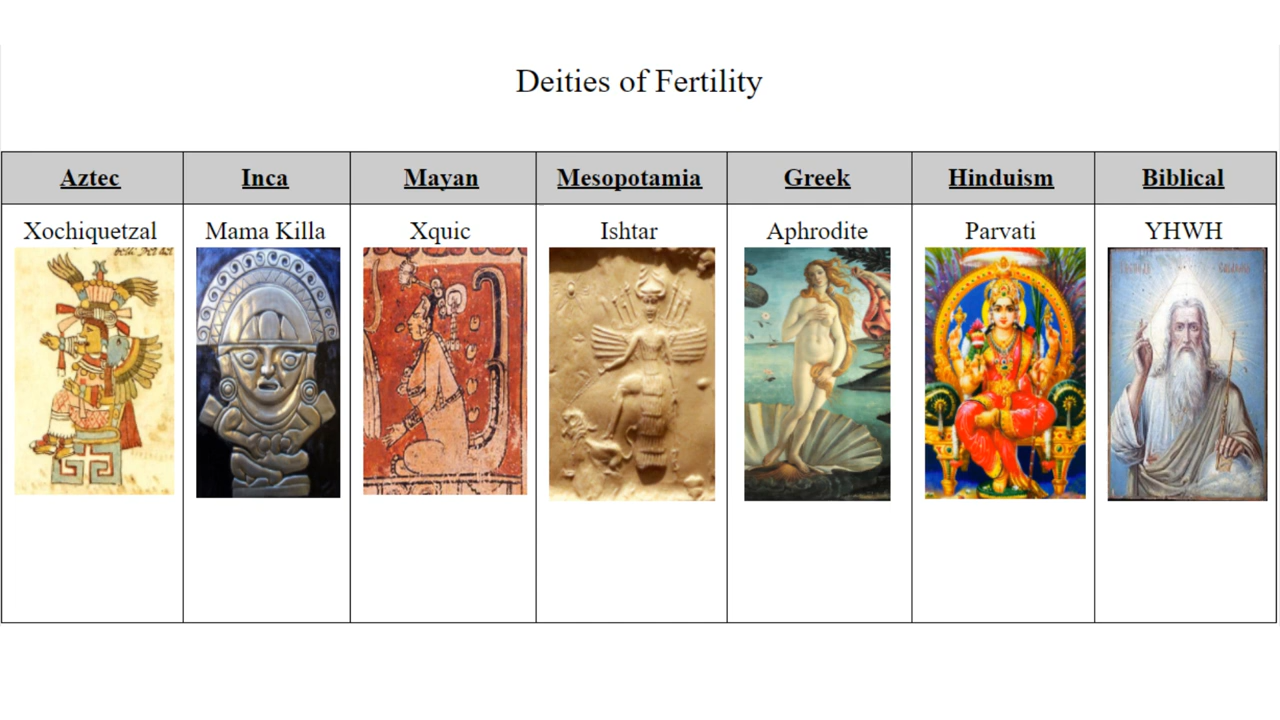 Deities of Fertility
Aztec
Inca
Mayan
Mesopotamia
Greek
Hinduism
Biblical
Xochiquetzal
Mama Killa
Xquic
Ishtar
Aphrodite
Parvati
YHWH